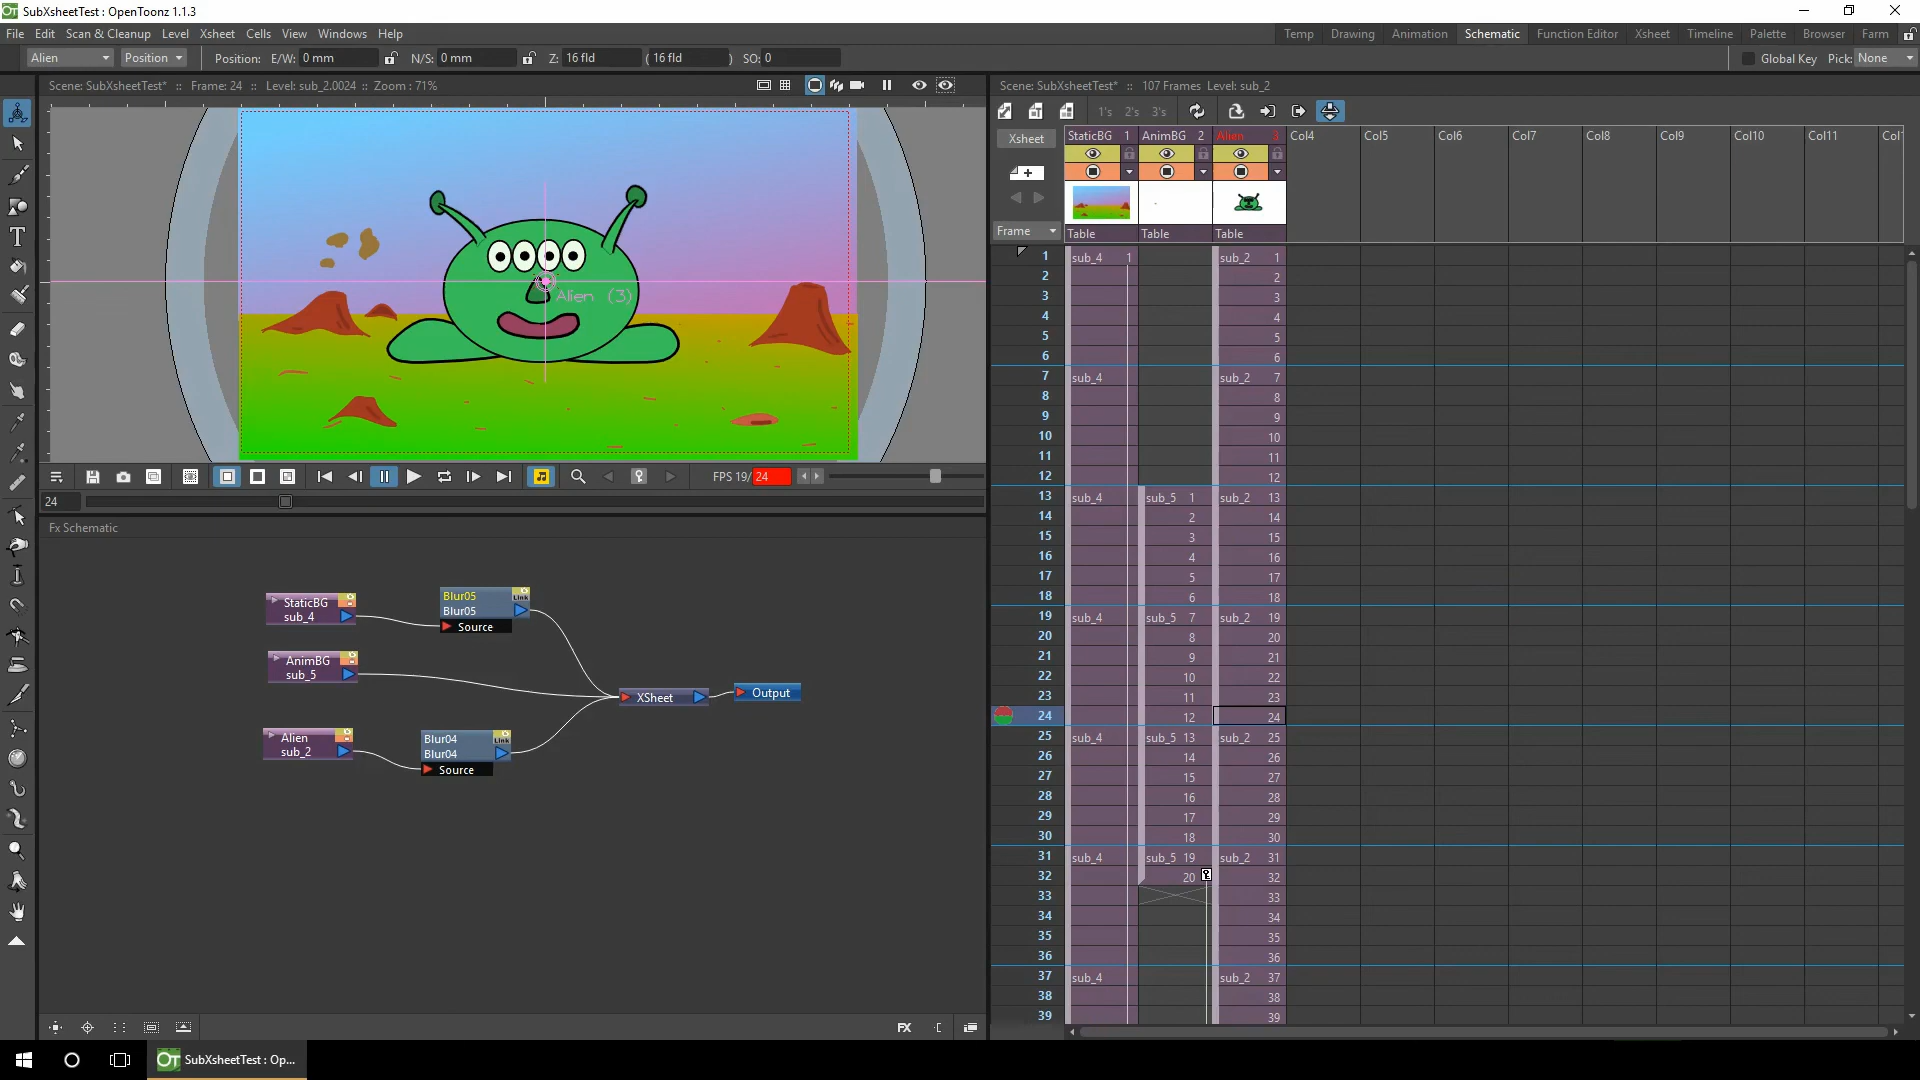 SubXsheetTest : OpenToonz 1.1.3
File Edit Scan & Cleanup Level Xsheet Cells View Windows Help
Temp Drawing Animation Schematic Function Editor Xsheet Timeline Palette Browser Farm
Alien Position Position: E/W: 0 mm N/S: 0 mm Z: 16 fld ( 16 fld ) SO: 0
Global Key Pick: None
Scene: SubXsheetTest* :: Frame: 24 :: Level: sub_2.0024 :: Zoom : 71%
Alien (3)
FPS 19/ 24
24
Fx Schematic
StaticBG
sub_4
Blur05
Blur05
Link
Source
AnimBG
sub_5
XSheet
Output
Alien
sub_2
Blur04
Blur04
Link
Source
FX
Scene: SubXsheetTest* :: 107 Frames Level: sub_2
1's 2's 3's
Xsheet
Frame
StaticBG 1 AnimBG 2 Alien 3 Col4 Col5 Col6 Col7 Col8 Col9 Col10 Col11
Table Table Table
1 sub_4 1 sub_2 1
2 2
3 3
4 4
5 5
6 6
7 sub_4 sub_2 7
8 8
9 9
10 10
11 11
12 12
13 sub_4 sub_5 1 sub_2 13
14 2 14
15 3 15
16 4 16
17 5 17
18 6 18
19 sub_4 sub_5 7 sub_2 19
20 8 20
21 9 21
22 10 22
23 11 23
24 12 24
25 sub_4 sub_5 13 sub_2 25
26 14 26
27 15 27
28 16 28
29 17 29
30 18 30
31 sub_4 sub_5 19 sub_2 31
32 20 32
33 33
34 34
35 35
36 36
37 sub_4 sub_2 37
38 38
39 39
SubXsheetTest : Op...